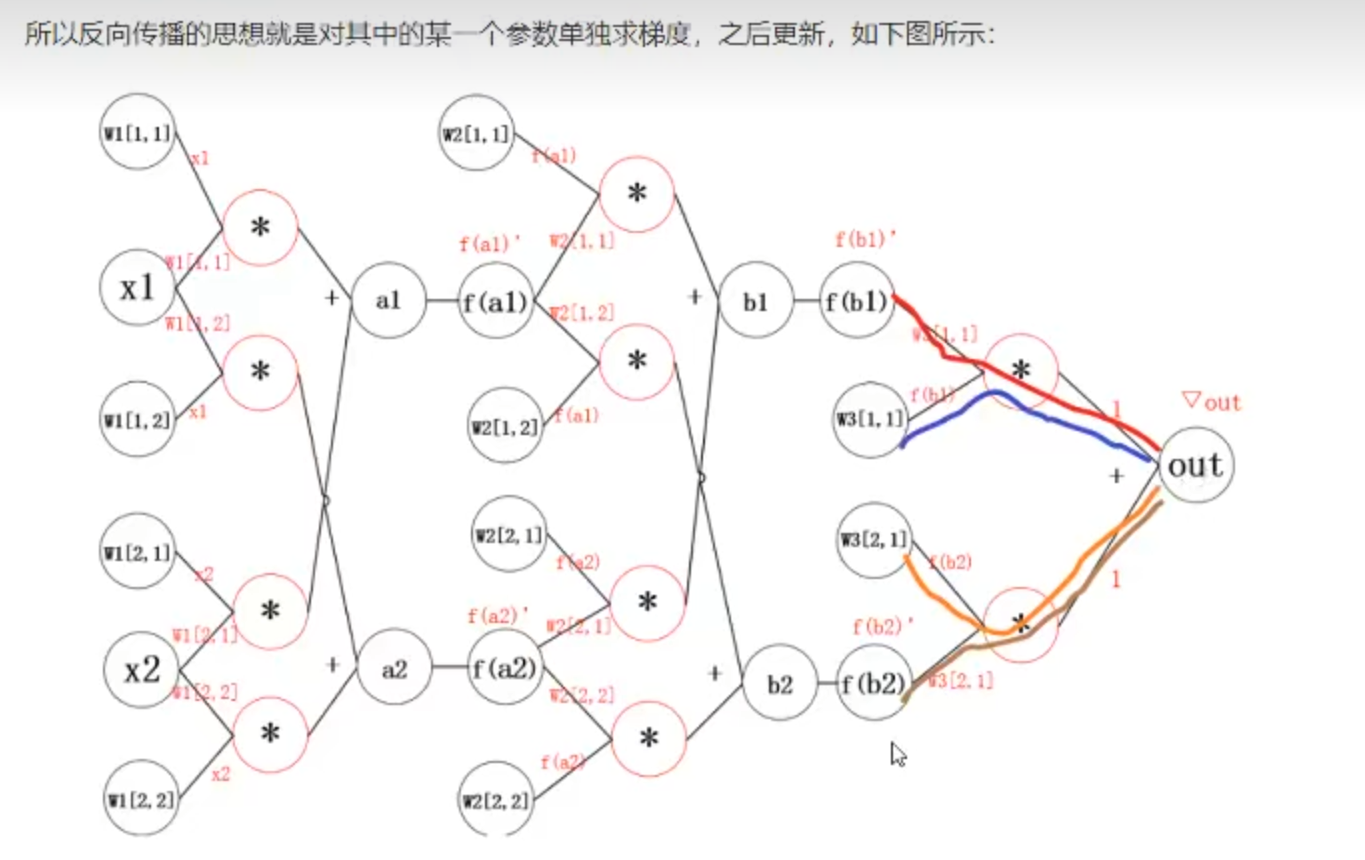 所以反向传播的思想就是对其中的某一个参数单独求梯度，之后更新，如下图所示：
W1[1,1]
x1
*
W1[1,1]
x1
W1[1,2]
*
x1
W1[1,2]
W1[2,1]
x2
*
W1[2,1]
x2
W1[2,2]
*
x2
W1[2,2]
+
a1
+
a2
W2[1,1]
f(a1)
*
f(a1)'
W2[1,1]
f(a1)
W2[1,2]
*
f(a1)
W2[1,2]
W2[2,1]
f(a2)
*
f(a2)'
W2[2,1]
f(a2)
W2[2,2]
*
f(a2)
W2[2,2]
+
b1
+
b2
f(b1)'
f(b1)
W3[1,1]
*
f(b1)
W3[1,1]
1
▽out
out
+
W3[2,1]
f(b2)
*
1
f(b2)'
f(b2)
W3[2,1]